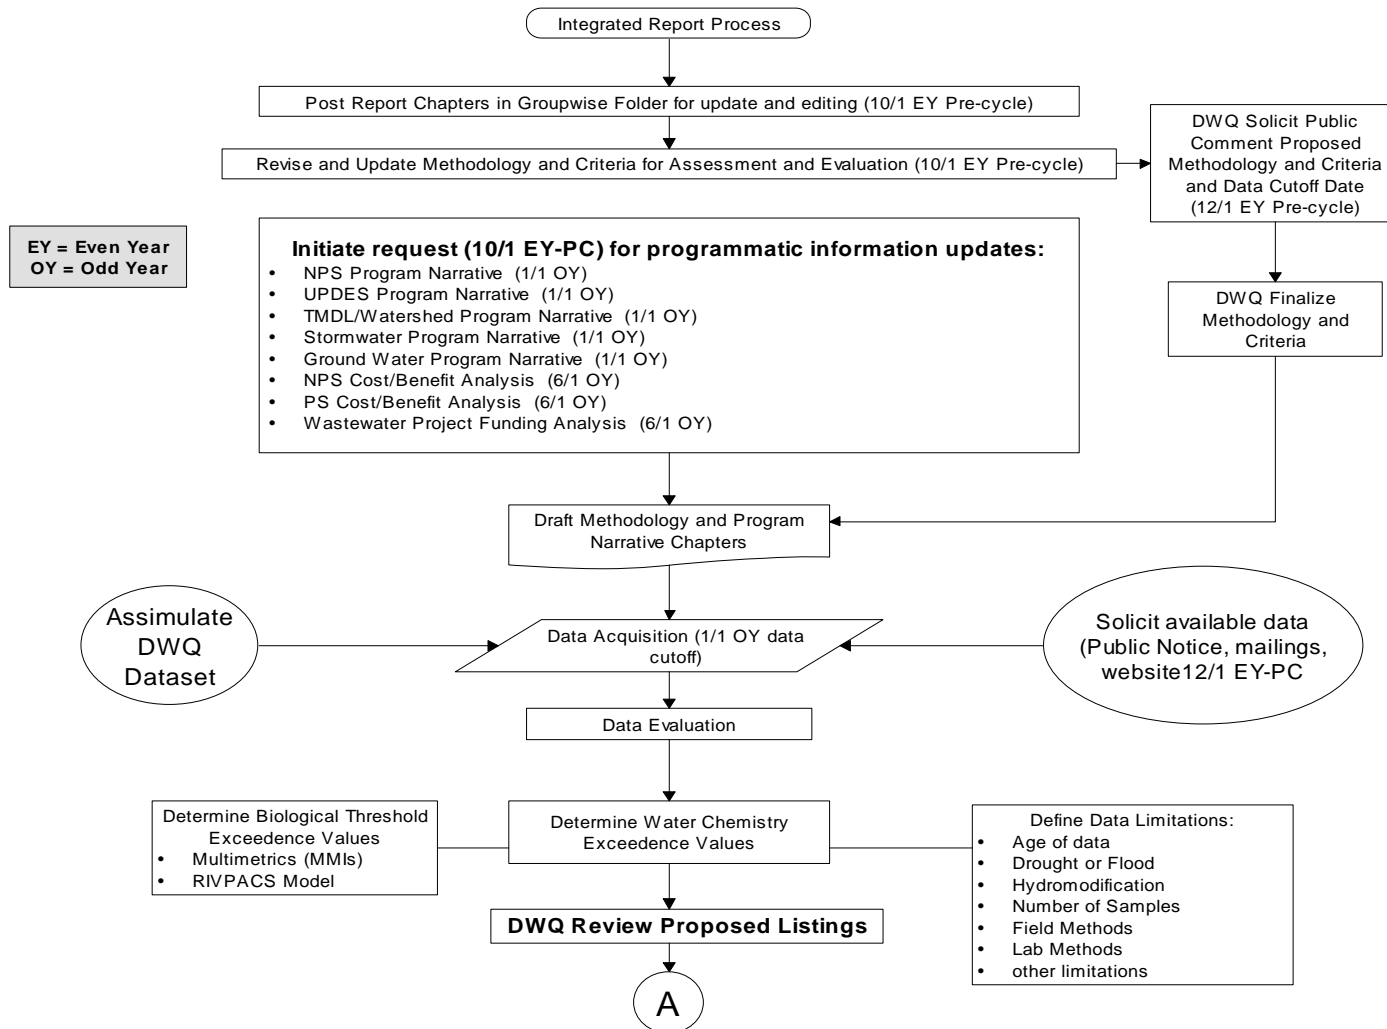 Integrated Report Process
Post Report Chapters in Groupwise Folder for update and editing (10/1 EY Pre-cycle)
Revise and Update Methodology and Criteria for Assessment and Evaluation (10/1 EY Pre-cycle)
DWQ Solicit Public
Comment Proposed
Methodology and Criteria
and Data Cutoff Date
(12/1 EY Pre-cycle)
EY = Even Year
OY = Odd Year
Initiate request (10/1 EY-PC) for programmatic information updates:
• NPS Program Narrative (1/1 OY)
• UPDES Program Narrative (1/1 OY)
• TMDL/Watershed Program Narrative (1/1 OY)
• Stormwater Program Narrative (1/1 OY)
• Ground Water Program Narrative (1/1 OY)
• NPS Cost/Benefit Analysis (6/1 OY)
• PS Cost/Benefit Analysis (6/1 OY)
• Wastewater Project Funding Analysis (6/1 OY)
DWQ Finalize
Methodology and
Criteria
Draft Methodology and Program
Narrative Chapters
Assimulate
DWQ
Dataset
Data Acquisition (1/1 OY data
cutoff)
Solicit available data
(Public Notice, mailings,
website12/1 EY-PC
Data Evaluation
Determine Biological Threshold
Exceedence Values
• Multimetrics (MMIs)
• RIVPACS Model
Determine Water Chemistry
Exceedence Values
Define Data Limitations:
• Age of data
• Drought or Flood
• Hydromodification
• Number of Samples
• Field Methods
• Lab Methods
• other limitations
DWQ Review Proposed Listings
A